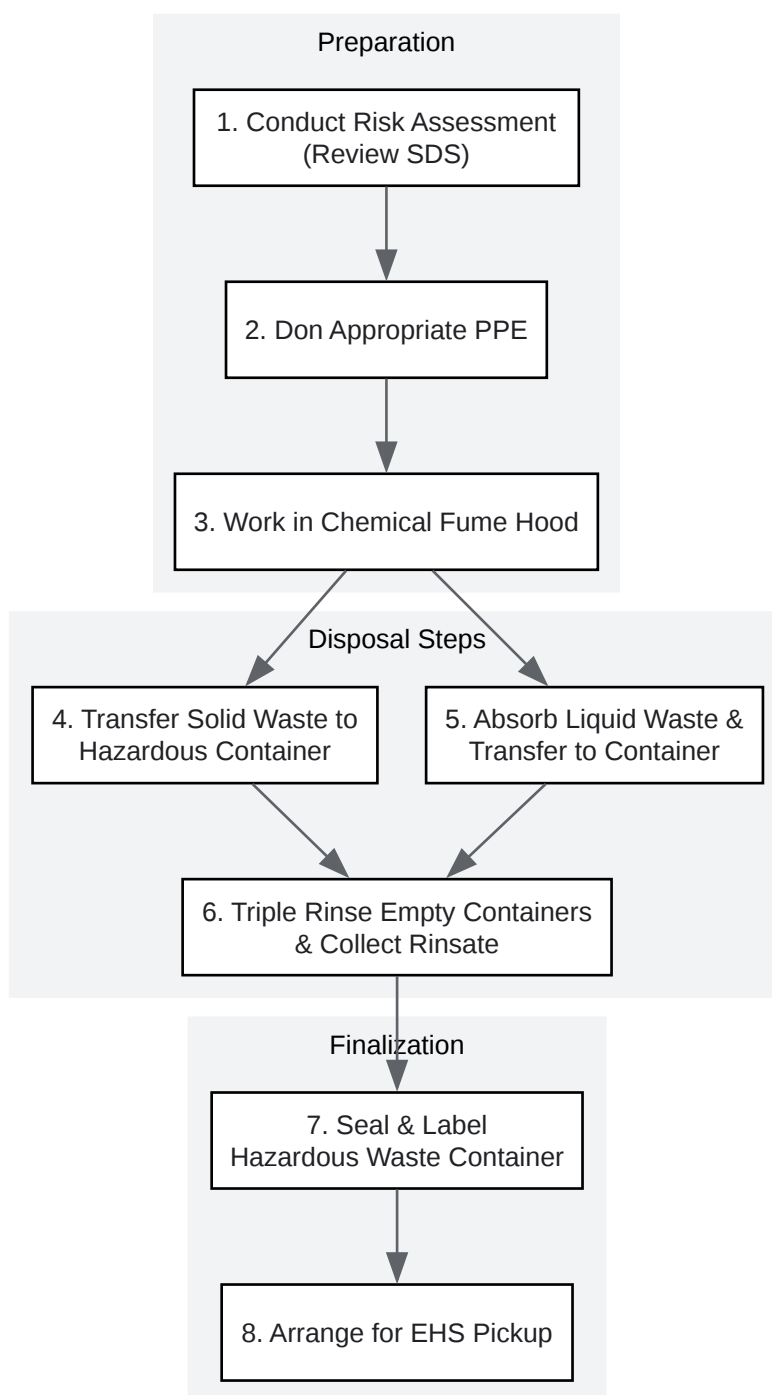 Preparation
1. Conduct Risk Assessment
(Review SDS)
2. Don Appropriate PPE
3. Work in Chemical Fume Hood
Disposal Steps
4. Transfer Solid Waste to
Hazardous Container
5. Absorb Liquid Waste &
Transfer to Container
6. Triple Rinse Empty Containers
& Collect Rinsate
Finalization
7. Seal & Label
Hazardous Waste Container
8. Arrange for EHS Pickup